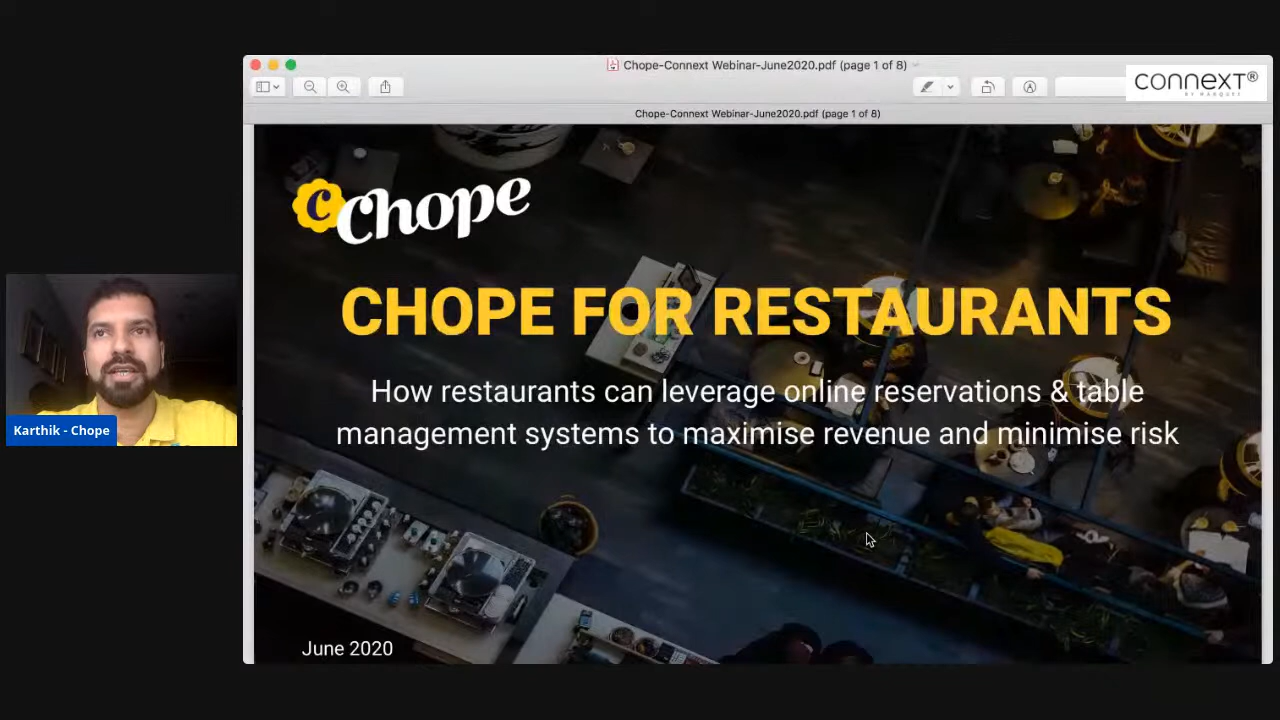 Chope-Connext Webinar-June2020.pdf (page 1 of 8)
connext®
BY MARQUEE
Chope-Connext Webinar-June2020.pdf (page 1 of 8)
C Chope
CHOPE FOR RESTAURANTS
How restaurants can leverage online reservations & table
management systems to maximise revenue and minimise risk
Karthik - Chope
June 2020